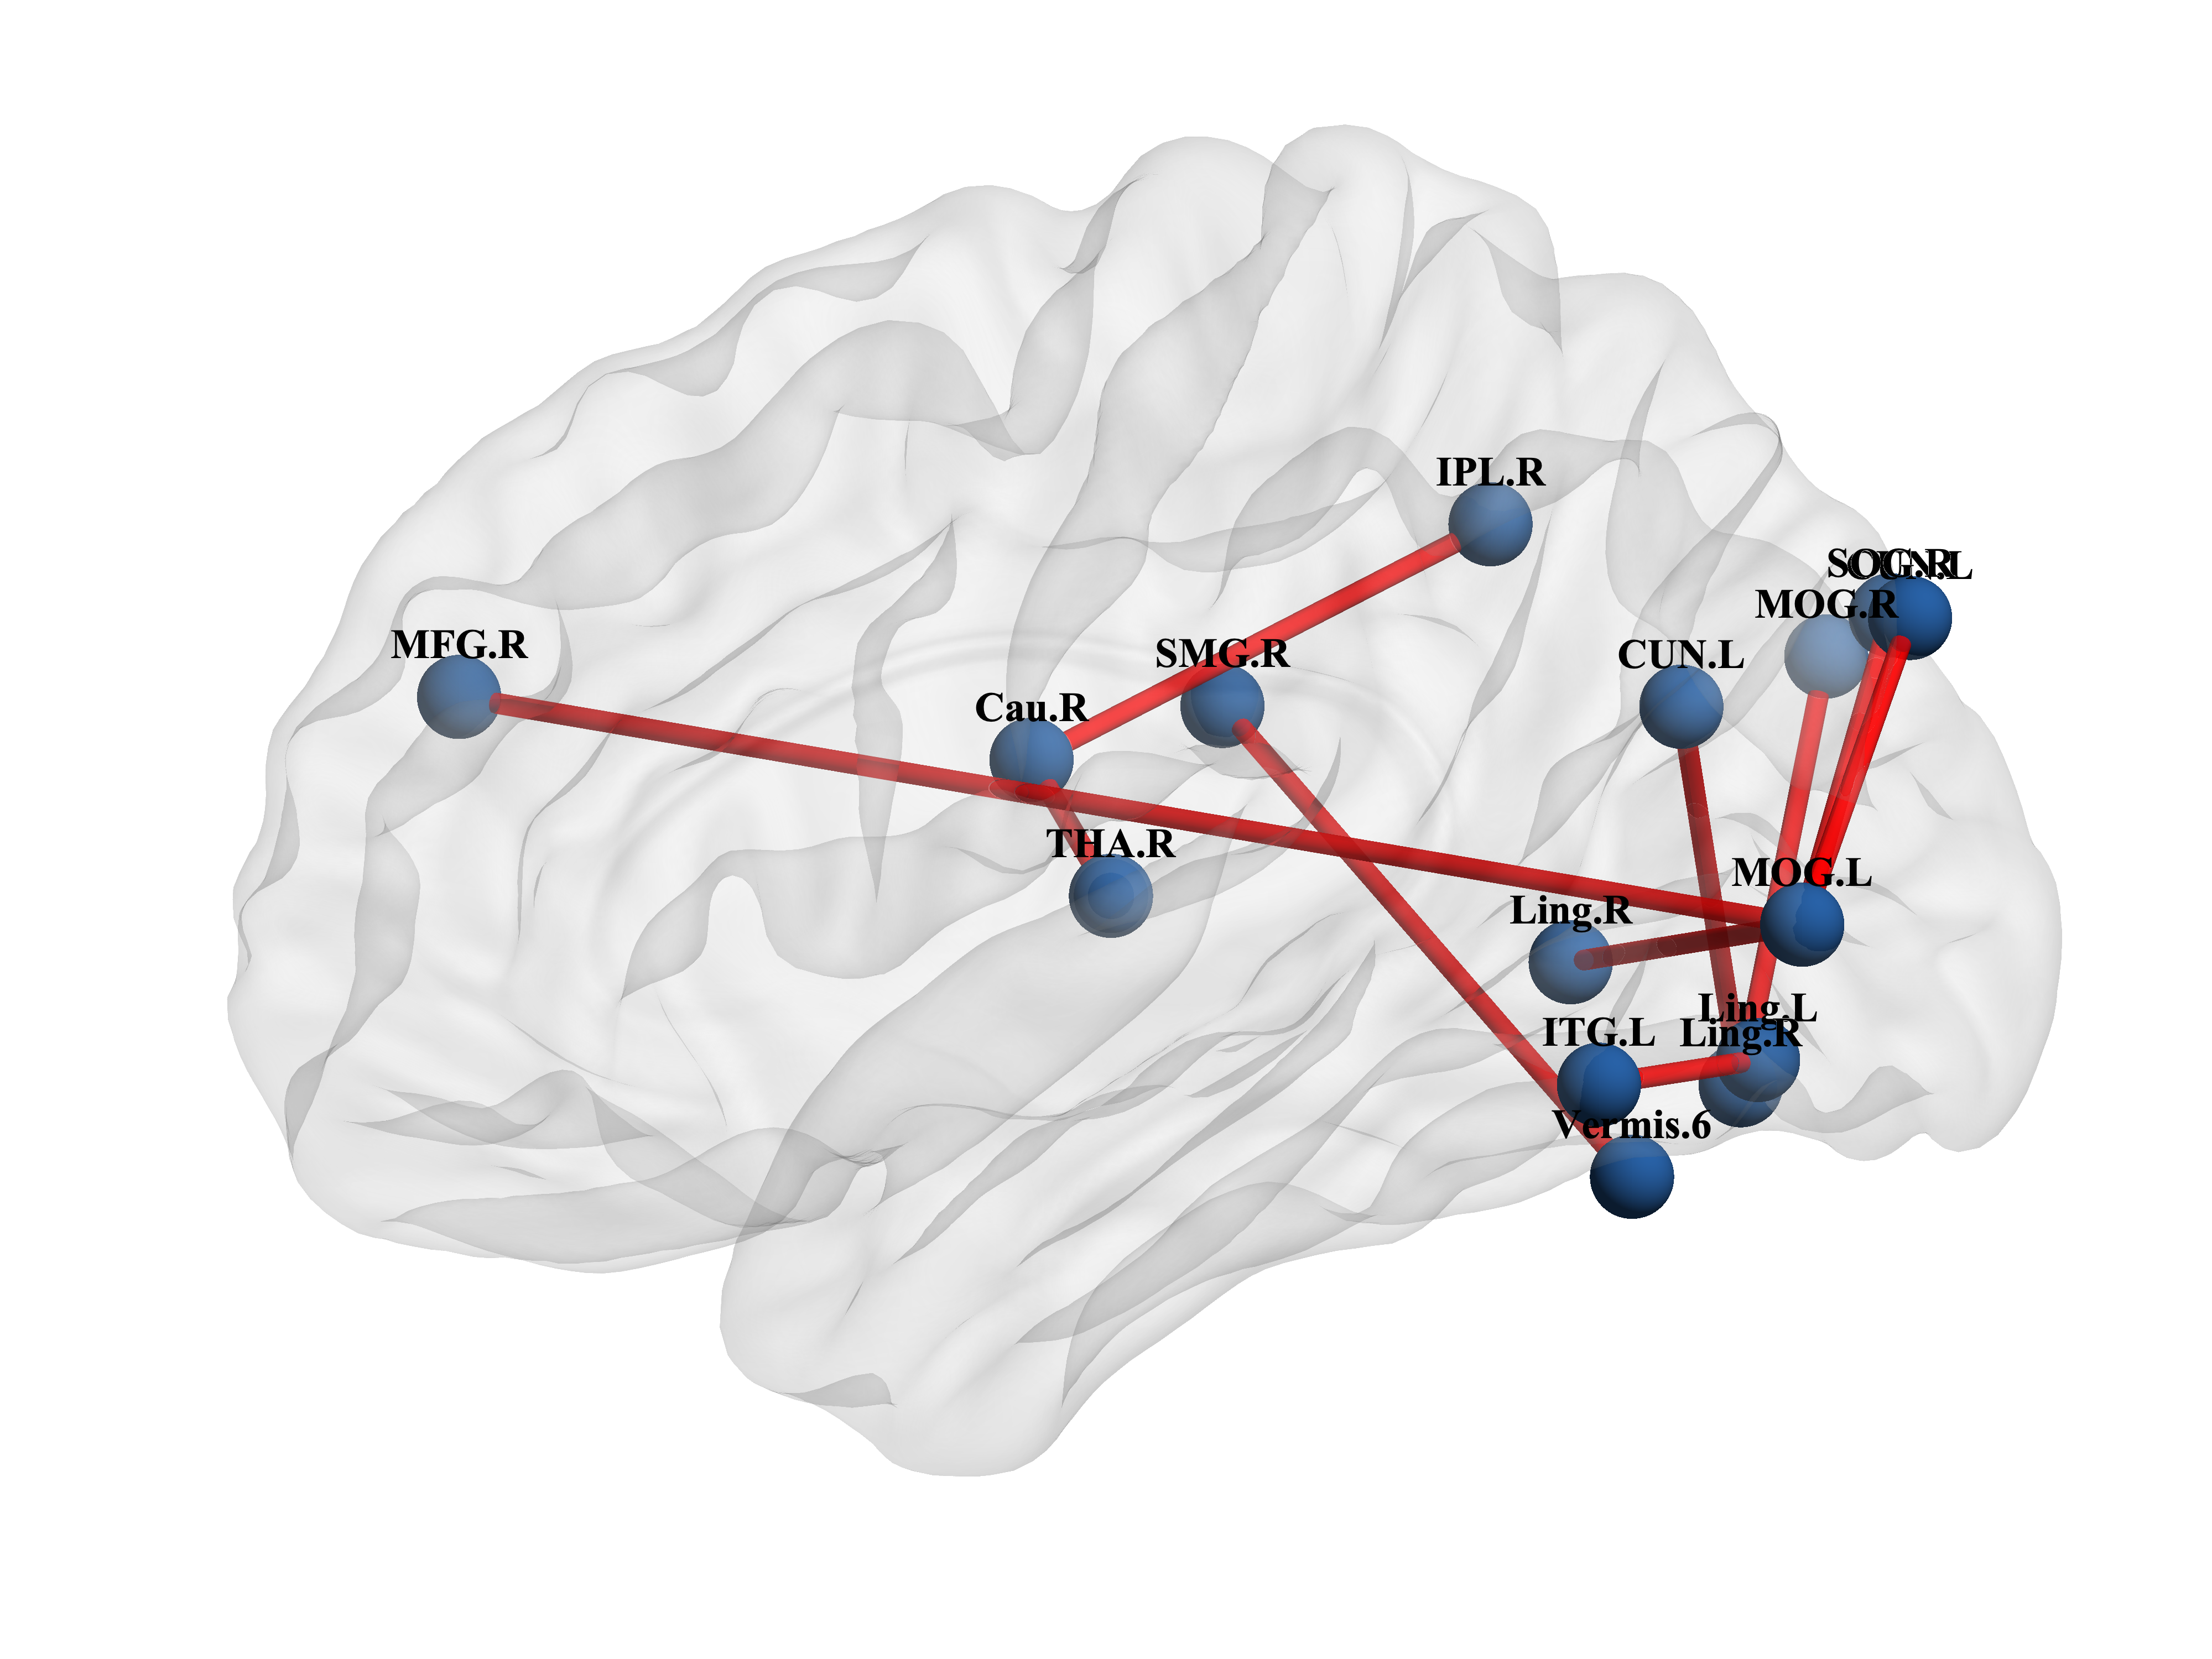 IPL.R
SOG.R
CUN.L
MOG.R
MFG.R
SMG.R
CUN.L
Cau.R
THA.R
MOG.L
Ling.R
Ling.L
ITG.L
Ling.R
Vermis.6